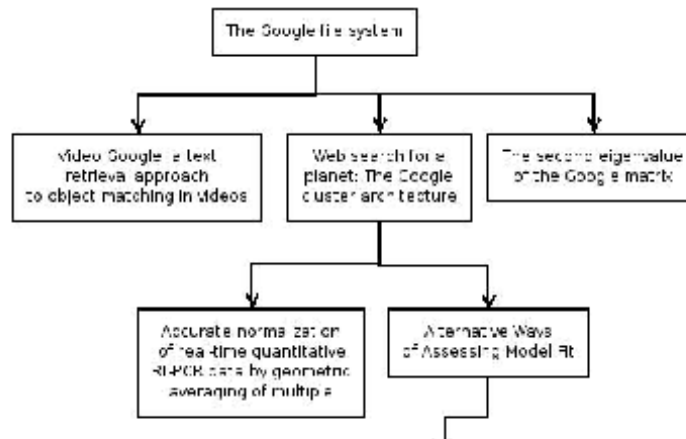 The Google file system
Video Google: a text
retrieval approach
to object matching in videos
Web search for a
planet: The Google
cluster architecture
The second eigenvalue
of the Google matrix
Accurate normalization
of real-time quantitative
RT-PCR data by geometric
averaging of multiple
Alternative Ways
of Assessing Model Fit